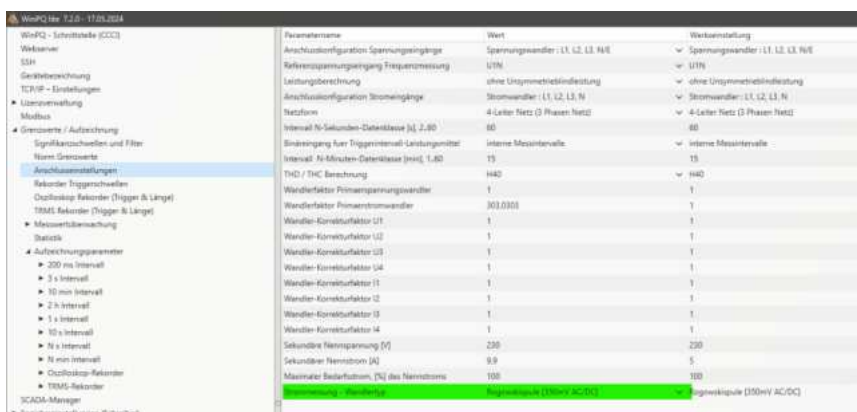 WinPQ lite 7.2.0 - 17.05.2024
WinPQ - Schnittstelle (CCCI)
Webserver
SSH
Gerätebezeichnung
TCP/IP - Einstellungen
Lizenzverwaltung
Modbus
Grenzwerte / Aufzeichnung
Signifikanzschwellen und Filter
Norm Grenzwerte
Anschlusseinstellungen
Rekorder Triggerschwellen
Oszilloskop Rekorder (Trigger & Länge)
TRMS Rekorder (Trigger & Länge)
Messwertüberwachung
Statistik
Aufzeichnungsparameter
200 ms Intervall
3 s Intervall
10 min Intervall
2 h Intervall
1 s Intervall
10 s Intervall
N s Intervall
N min Intervall
Oszilloskop-Rekorder
TRMS-Rekorder
SCADA-Manager
Parametername Wert Werkseinstellung
Anschlusskonfiguration Spannungseingänge Spannungswandler : L1, L2, L3, N/E Spannungswandler : L1, L2, L3, N/E
Referenzspannungseingang Frequenzmessung U1N U1N
Leistungsberechnung ohne Unsymmetrieblindleistung ohne Unsymmetrieblindleistung
Anschlusskonfiguration Stromeingänge Stromwandler : L1, L2, L3, N Stromwandler : L1, L2, L3, N
Netzform 4-Leiter Netz (3 Phasen Netz) 4-Leiter Netz (3 Phasen Netz)
Intervall N-Sekunden-Datenklasse [s], 2..60 60 60
Binäreingang fuer Triggerintervall-Leistungsmittel interne Messintervalle interne Messintervalle
Intervall N-Minuten-Datenklasse [min], 1..60 15 15
THD / THC Berechnung H40 H40
Wandlerfaktor Primaerspannungswandler 1 1
Wandlerfaktor Primaerstromwandler 303,0303 1
Wandler-Korrekturfaktor U1 1 1
Wandler-Korrekturfaktor U2 1 1
Wandler-Korrekturfaktor U3 1 1
Wandler-Korrekturfaktor U4 1 1
Wandler-Korrekturfaktor I1 1 1
Wandler-Korrekturfaktor I2 1 1
Wandler-Korrekturfaktor I3 1 1
Wandler-Korrekturfaktor I4 1 1
Sekundäre Nennspannung [V] 230 230
Sekundärer Nennstrom [A] 9,9 5
Maximaler Bedarfsstrom, [%] des Nennstroms 100 100
Strommessung - Wandlertyp Rogowskispule [350mV AC/DC] Rogowskispule [350mV AC/DC]